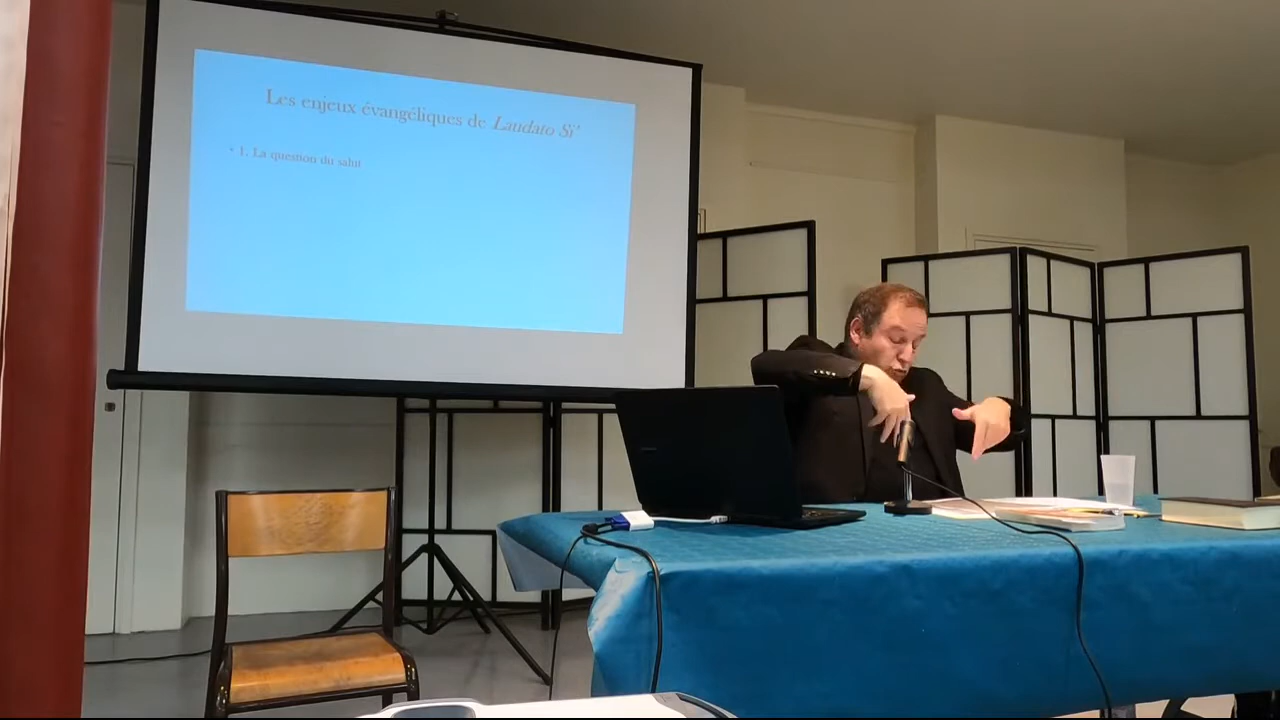 Les enjeux évangéliques de Laudato Si'
• 1. La question du salut